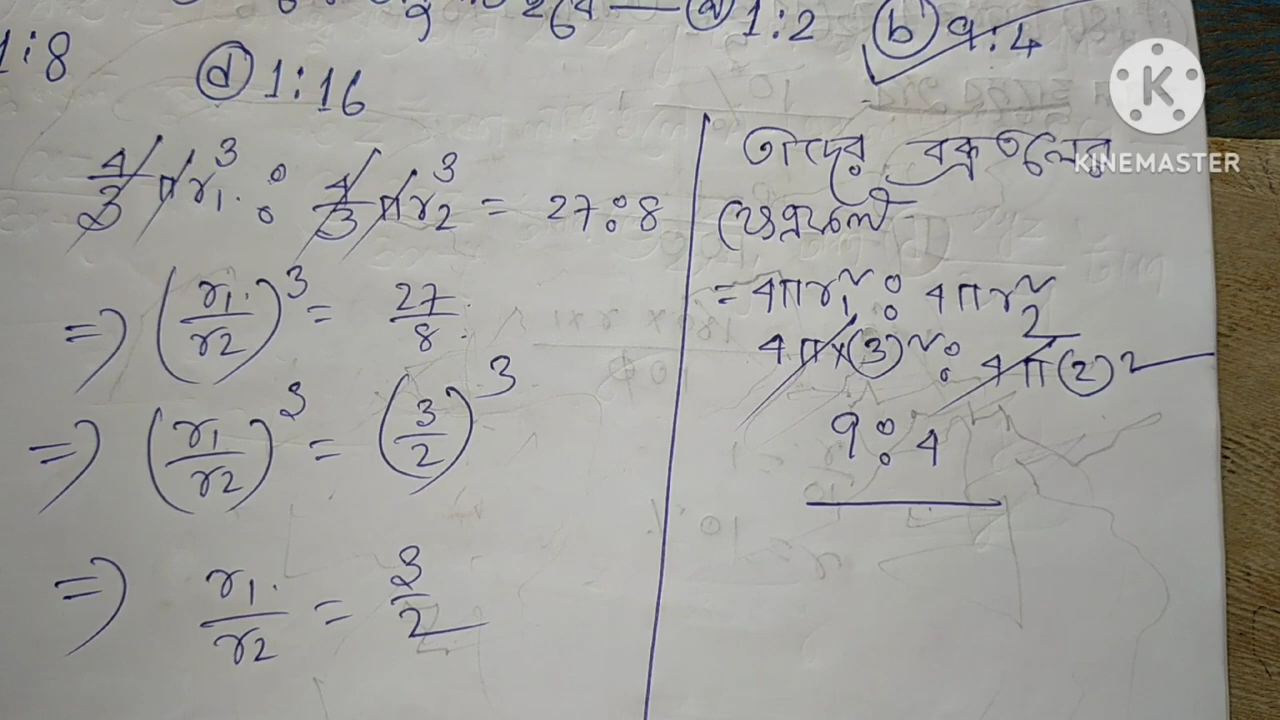 ⓐ 1:2 ⓑ 9:4
1:8 ⓓ 1:16
4/3 πr₁³ : 4/3 πr₂³ = 27:8
=> (r₁/r₂)³ = 27/8
=> (r₁/r₂)³ = (3/2)³
=> r₁/r₂ = 3/2
তাদের বক্রতলের
ক্ষেত্রফল
= 4πr₁² : 4πr₂²
4π×(3)² : 4π(2)²
9:4
K
KINEMASTER